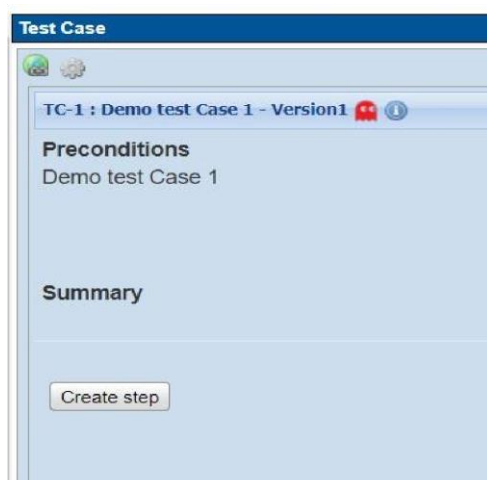 Test Case
TC-1 : Demo test Case 1 - Version1
Preconditions
Demo test Case 1
Summary
Create step